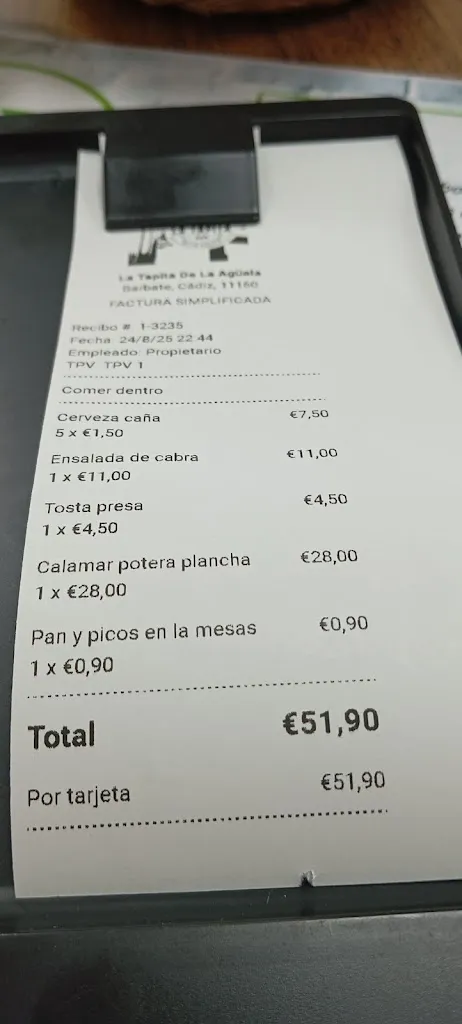 La Tapita De La Agüela
Barbate, Cádiz, 11160
FACTURA SIMPLIFICADA
Recibo # 1-3235
Fecha 24/8/25 22 44
Empleado: Propietario
TPV TPV 1
Comer dentro
Cerveza caña €7,50
5 x €1,50
Ensalada de cabra €11,00
1 x €11,00
Tosta presa €4,50
1 x €4,50
Calamar potera plancha €28,00
1 x €28,00
Pan y picos en la mesas €0,90
1 x €0,90
Total €51,90
Por tarjeta €51,90